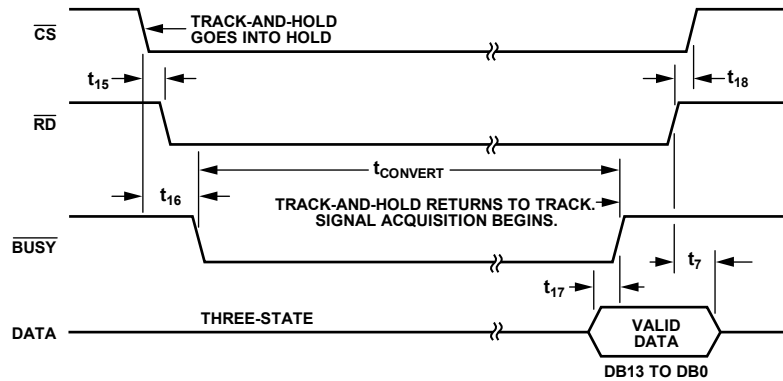 CS
TRACK-AND-HOLD
GOES INTO HOLD
t15
t18
RD
tCONVERT
t16
TRACK-AND-HOLD RETURNS TO TRACK.
SIGNAL ACQUISITION BEGINS.
BUSY
t7
t17
DATA
THREE-STATE
VALID
DATA
DB13 TO DB0